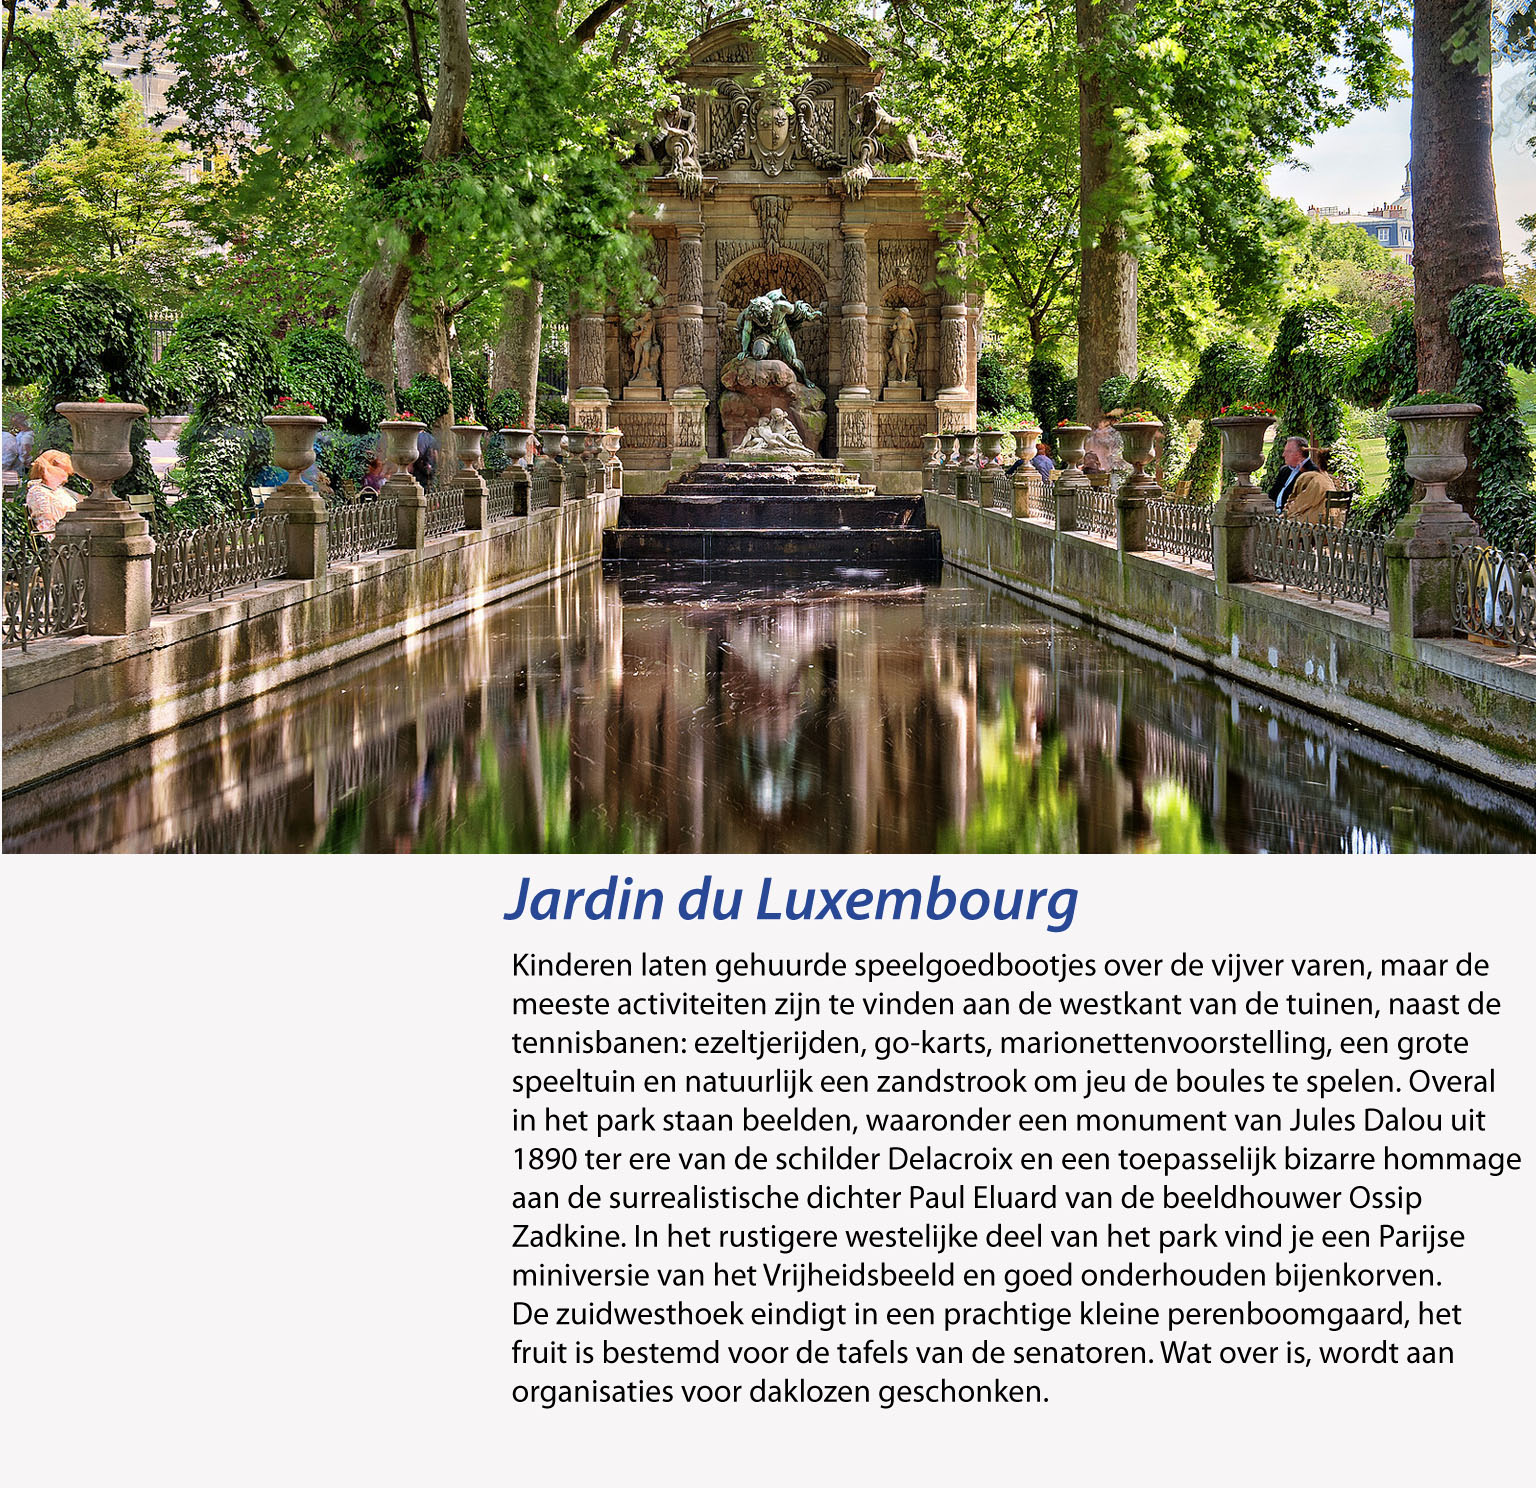 Jardin du Luxembourg
Kinderen laten gehuurde speelgoedbootjes over de vijver varen, maar de
meeste activiteiten zijn te vinden aan de westkant van de tuinen, naast de
tennisbanen: ezeltjerijden, go-karts, marionettenvoorstelling, een grote
speeltuin en natuurlijk een zandstrook om jeu de boules te spelen. Overal
in het park staan beelden, waaronder een monument van Jules Dalou uit
1890 ter ere van de schilder Delacroix en een toepasselijk bizarre hommage
aan de surrealistische dichter Paul Eluard van de beeldhouwer Ossip
Zadkine. In het rustigere westelijke deel van het park vind je een Parijse
miniversie van het Vrijheidsbeeld en goed onderhouden bijenkorven.
De zuidwesthoek eindigt in een prachtige kleine perenboomgaard, het
fruit is bestemd voor de tafels van de senatoren. Wat over is, wordt aan
organisaties voor daklozen geschonken.